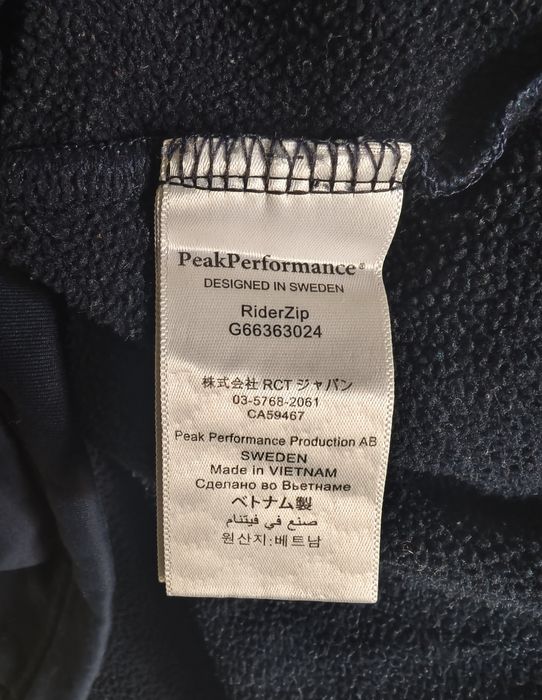 PeakPerformance®
DESIGNED IN SWEDEN
RiderZip
G66363024
株式会社 RCT ジャパン
03-5768-2061
CA59467
Peak Performance Production AB
SWEDEN
Made in VIETNAM
Сделано во Вьетнаме
ベトナム製
صنع في فيتنام
원산지:베트남